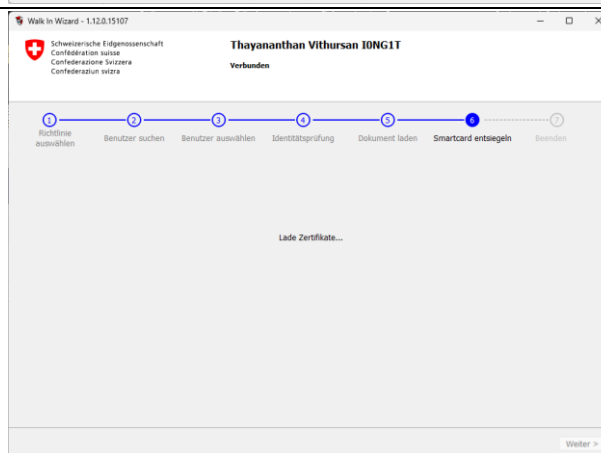 Walk In Wizard - 1.12.0.15107
Schweizerische Eidgenossenschaft
Confédération suisse
Confederazione Svizzera
Confederaziun svizra
Thayananthan Vithursan I0NG1T
Verbunden
1
2
3
4
5
6
7
Richtlinie
auswählen
Benutzer suchen
Benutzer auswählen
Identitätsprüfung
Dokument laden
Smartcard entsiegeln
Beenden
Lade Zertifikate...
Weiter >